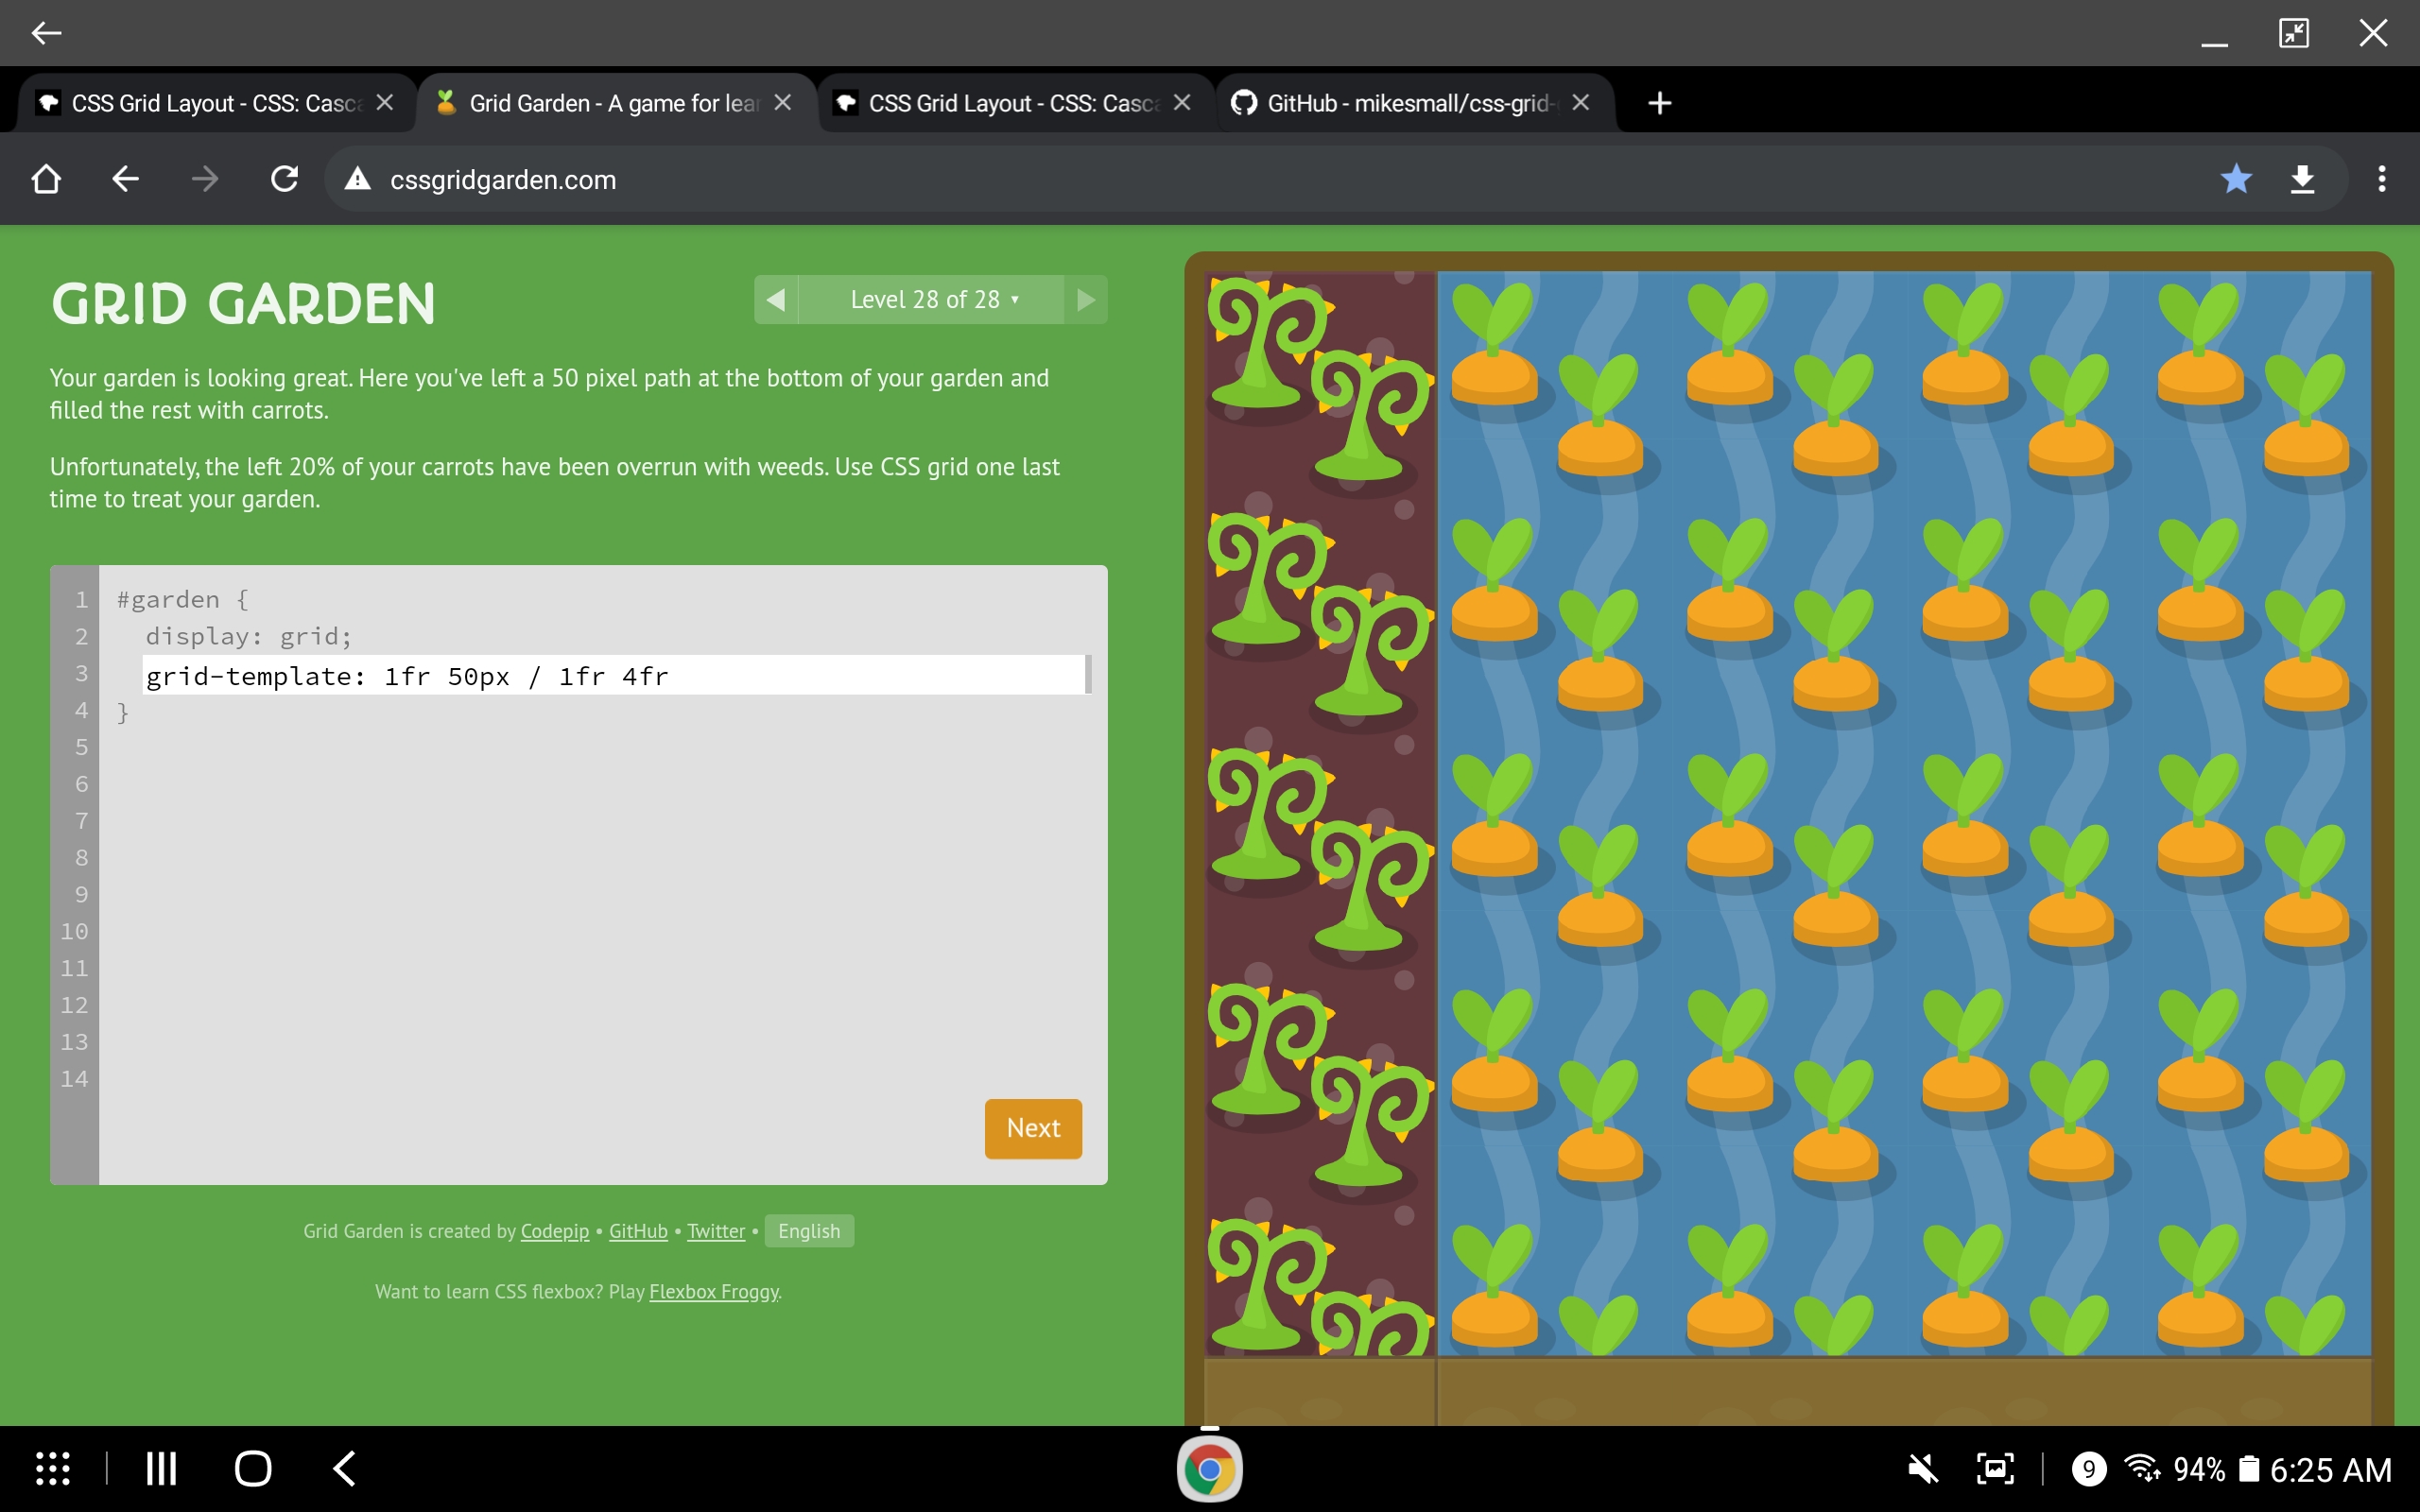 CSS Grid Layout - CSS: Casca
Grid Garden - A game for lear
CSS Grid Layout - CSS: Casca
GitHub - mikesmall/css-grid-
cssgridgarden.com
GRID GARDEN
Level 28 of 28 ▾
Your garden is looking great. Here you've left a 50 pixel path at the bottom of your garden and
filled the rest with carrots.
Unfortunately, the left 20% of your carrots have been overrun with weeds. Use CSS grid one last
time to treat your garden.
1 #garden {
2 display: grid;
3 grid-template: 1fr 50px / 1fr 4fr
4 }
5
6
7
8
9
10
11
12
13
14
Next
Grid Garden is created by Codepip • GitHub • Twitter • English
Want to learn CSS flexbox? Play Flexbox Froggy.
9 94% 6:25 AM